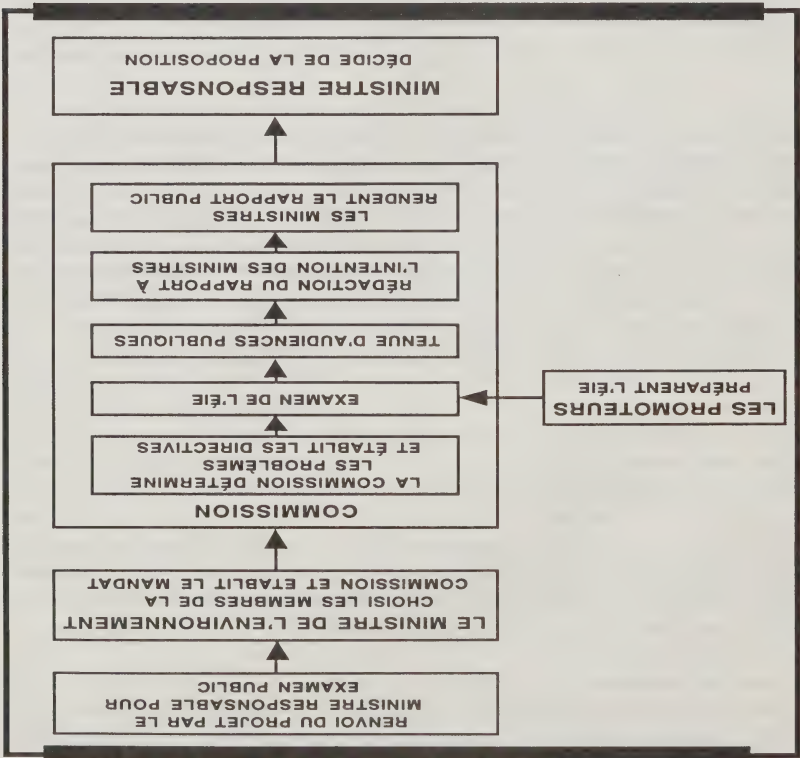 RENVOI DU PROJET PAR LE
MINISTRE RESPONSABLE POUR
EXAMEN PUBLIC
LE MINISTRE DE L'ENVIRONNEMENT
CHOISI LES MEMBRES DE LA
COMMISSION ET ETABLIT LE MANDAT
COMMISSION
LA COMMISSION DÉTERMINE
LES PROBLÈMES
ET ÉTABLIT LES DIRECTIVES
LES PROMOTEURS
PRÉPARENT L'ÉIE
EXAMEN DE L'ÉIE
TENUE D'AUDIENCES PUBLIQUES
RÉDACTION DU RAPPORT À
L'INTENTION DES MINISTRES
LES MINISTRES
RENDENT LE RAPPORT PUBLIC
MINISTRE RESPONSABLE
DÉCIDE DE LA PROPOSITION